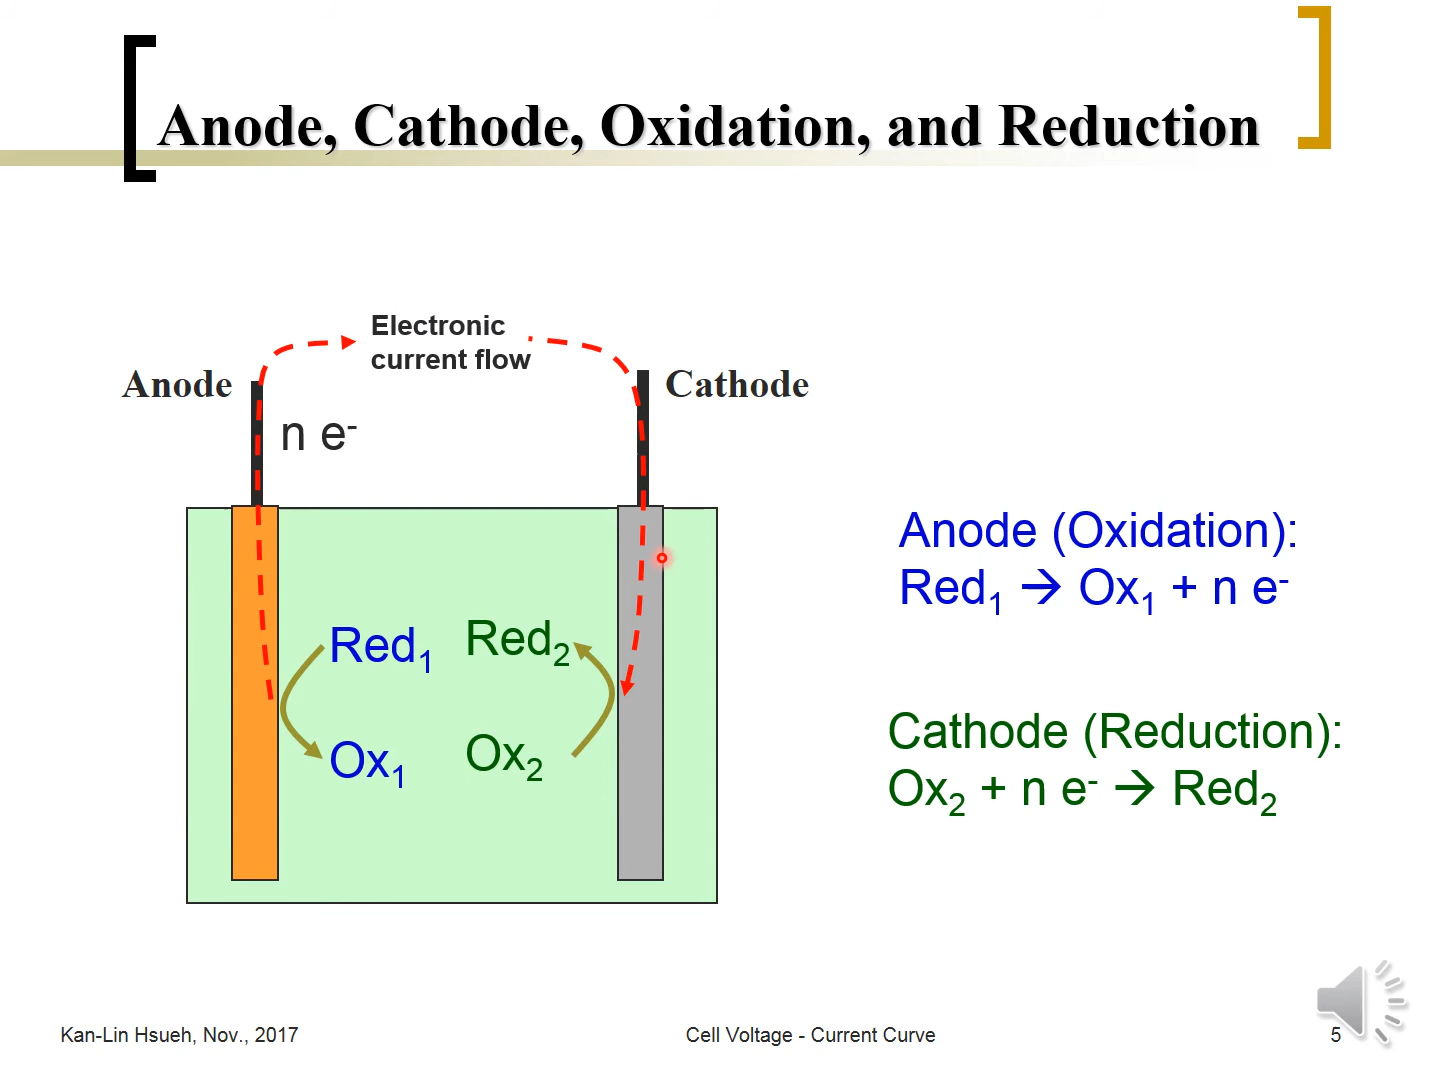 Anode, Cathode, Oxidation, and Reduction
Electronic
current flow
Anode
Cathode
n e⁻
Red₁
Red₂
Ox₁
Ox₂
Anode (Oxidation):
Red₁ → Ox₁ + n e⁻
Cathode (Reduction):
Ox₂ + n e⁻ → Red₂
Kan-Lin Hsueh, Nov., 2017
Cell Voltage - Current Curve
5